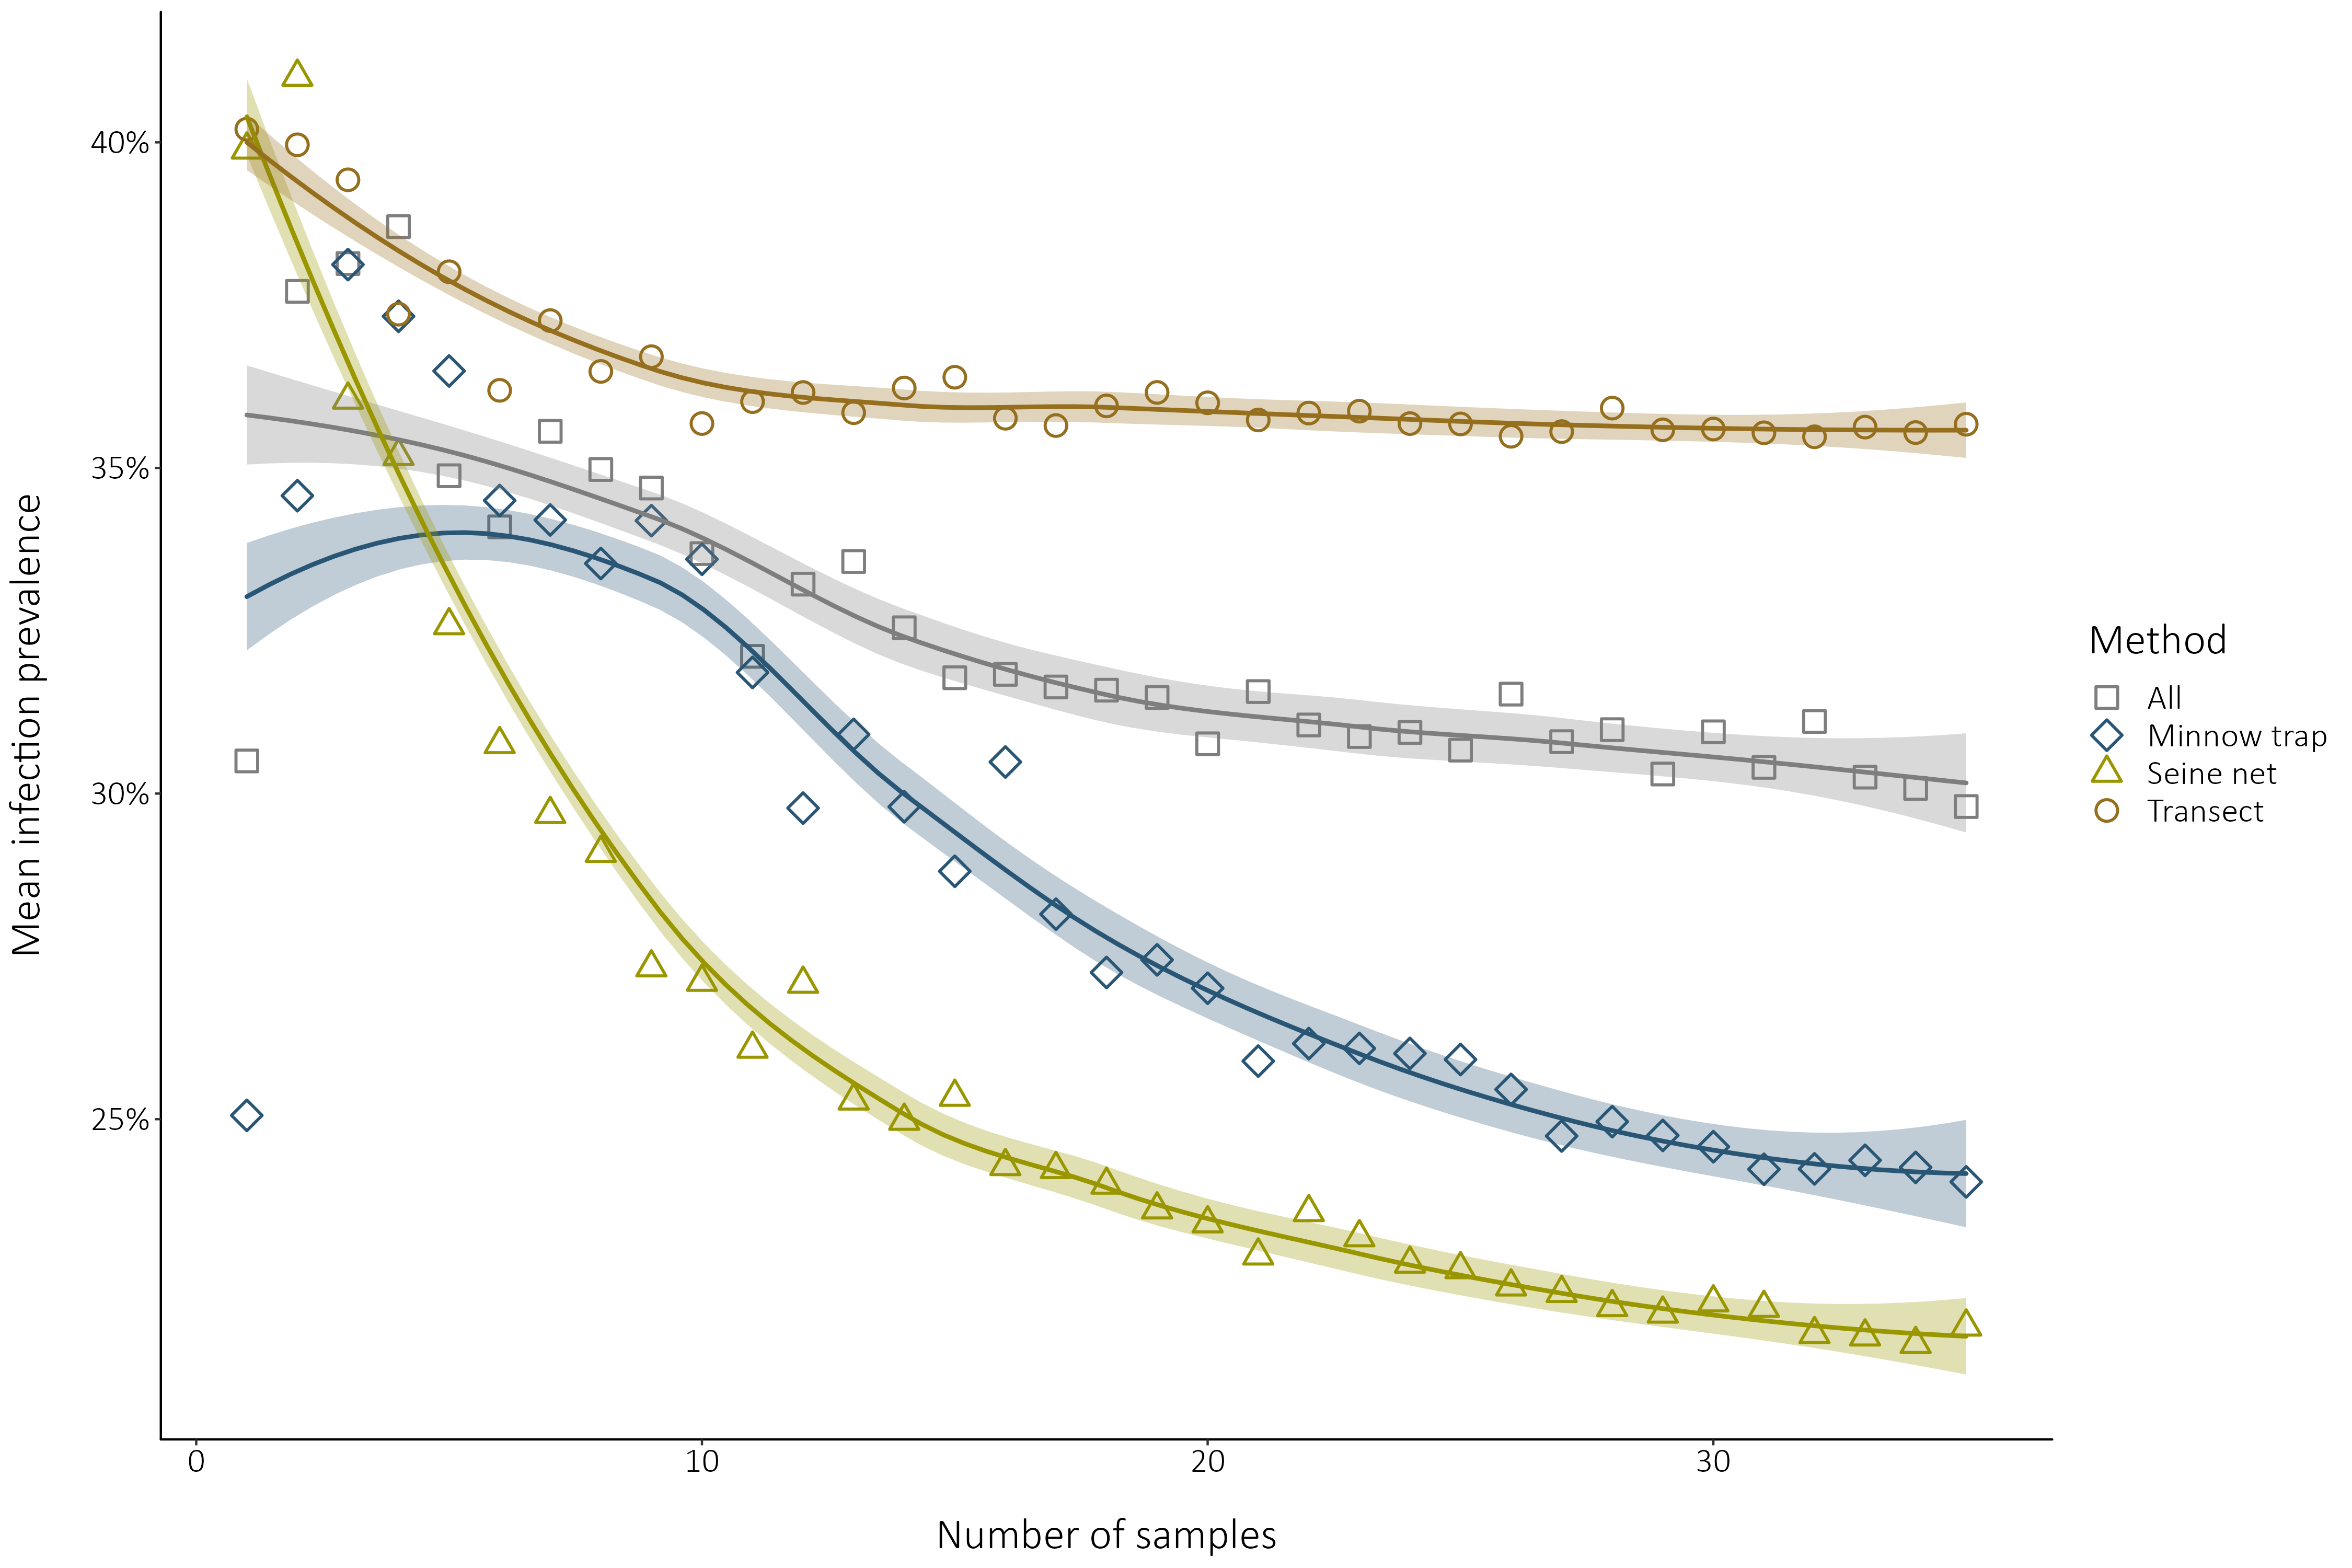 40%
35%
30%
25%
Mean infection prevalence
0 10 20 30
Number of samples
Method
All
Minnow trap
Seine net
Transect